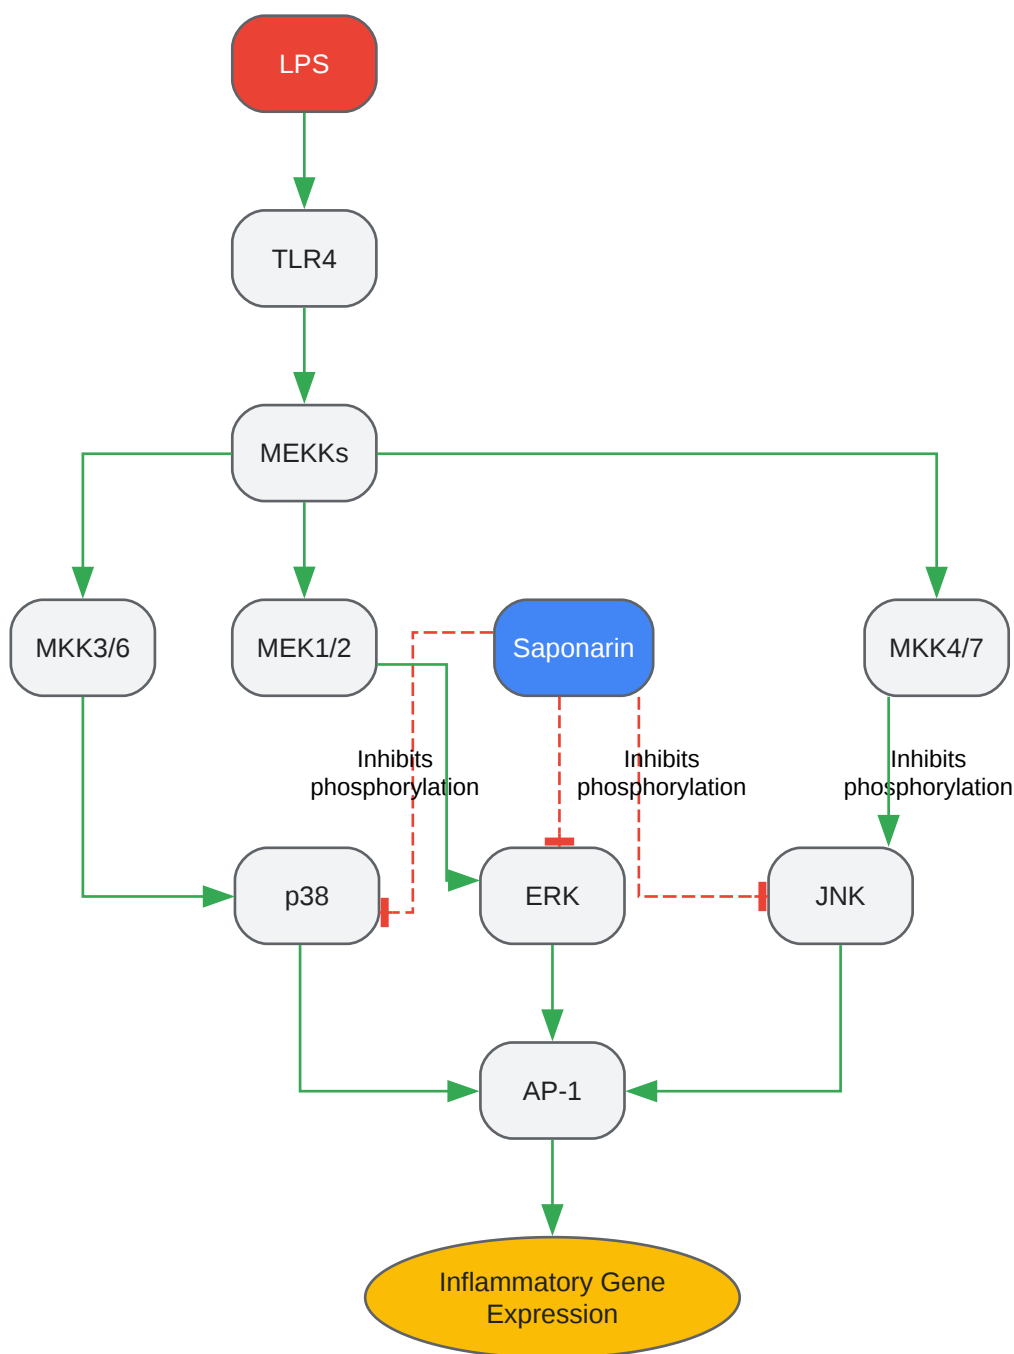 LPS
TLR4
MEKKs
MKK3/6
MEK1/2
Saponarin
MKK4/7
Inhibits
phosphorylation
Inhibits
phosphorylation
Inhibits
phosphorylation
p38
ERK
JNK
AP-1
Inflammatory Gene
Expression